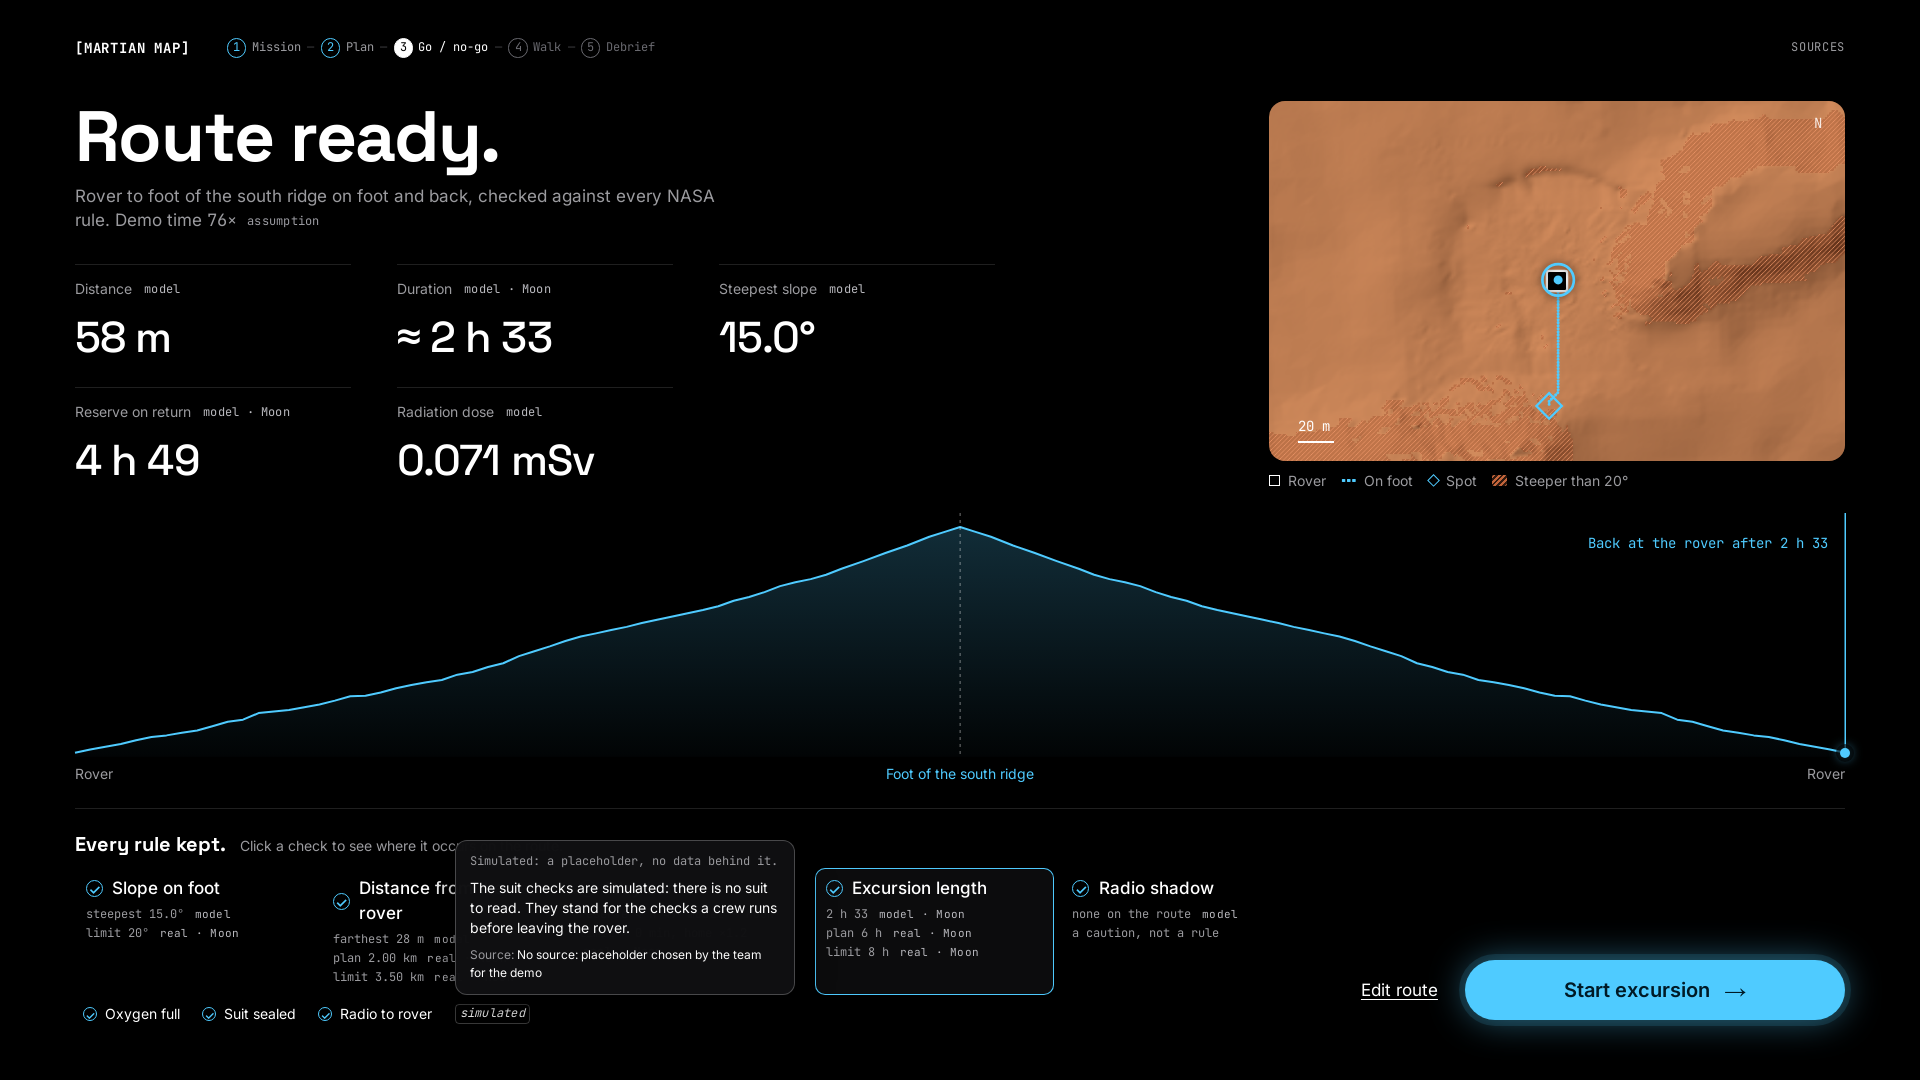 [MARTIAN MAP] 1 Mission — 2 Plan — 3 Go / no-go — 4 Walk — 5 Debrief
SOURCES
Route ready.
Rover to foot of the south ridge on foot and back, checked against every NASA
rule. Demo time 76× assumption
Distance model
58 m
Duration model · Moon
≈ 2 h 33
Steepest slope model
15.0°
Reserve on return model · Moon
4 h 49
Radiation dose model
0.071 mSv
N
20 m
Rover On foot Spot Steeper than 20°
Back at the rover after 2 h 33
Rover
Foot of the south ridge
Rover
Every rule kept. Click a check to see where it occ
Slope on foot
steepest 15.0° model
limit 20° real · Moon
Distance fro
rover
farthest 28 m mod
plan 2.00 km real
limit 3.50 km rea
Simulated: a placeholder, no data behind it.
The suit checks are simulated: there is no suit
to read. They stand for the checks a crew runs
before leaving the rover.
Source: No source: placeholder chosen by the team
for the demo
Excursion length
2 h 33 model · Moon
plan 6 h real · Moon
limit 8 h real · Moon
Radio shadow
none on the route model
a caution, not a rule
Oxygen full Suit sealed Radio to rover simulated
Edit route
Start excursion →